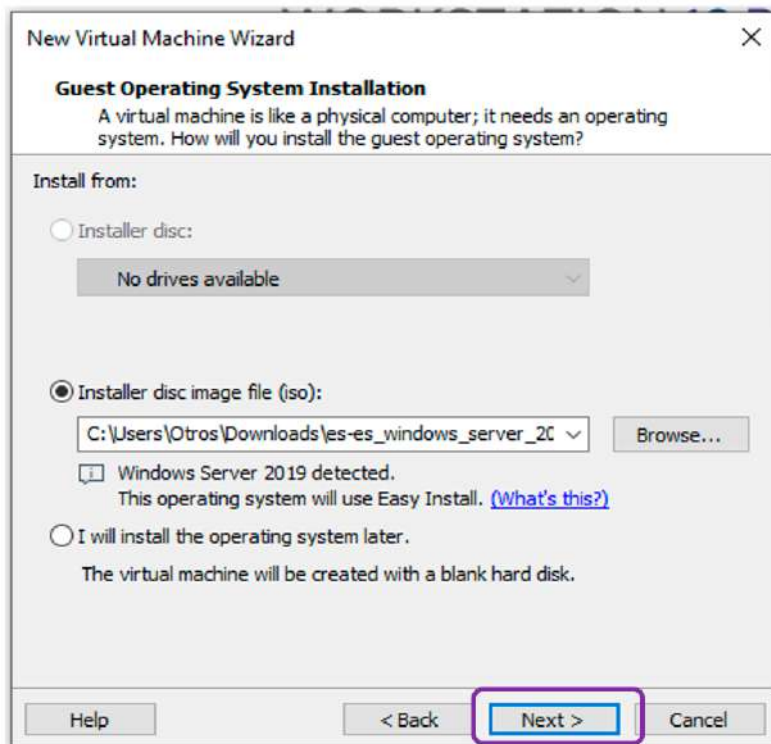 New Virtual Machine Wizard
Guest Operating System Installation
A virtual machine is like a physical computer; it needs an operating
system. How will you install the guest operating system?
Install from:
Installer disc:
No drives available
Installer disc image file (iso):
C:\Users\Otros\Downloads\es-es_windows_server_20
Browse...
Windows Server 2019 detected.
This operating system will use Easy Install. (What's this?)
I will install the operating system later.
The virtual machine will be created with a blank hard disk.
Help
< Back
Next >
Cancel